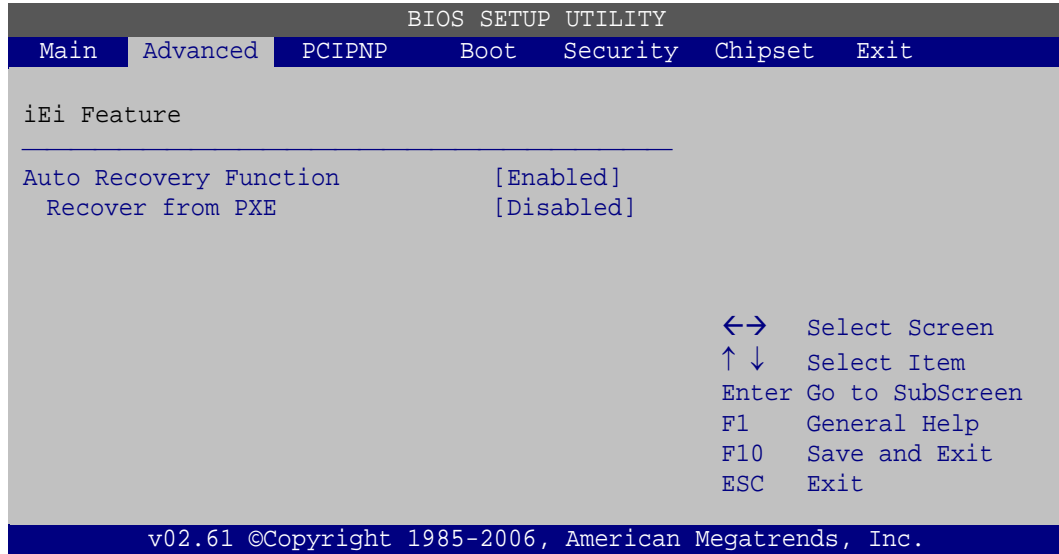 BIOS SETUP UTILITY
Main Advanced PCIPNP Boot Security Chipset Exit
iEi Feature
Auto Recovery Function [Enabled]
Recover from PXE [Disabled]
←→ Select Screen
↑ ↓ Select Item
Enter Go to SubScreen
F1 General Help
F10 Save and Exit
ESC Exit
v02.61 ©Copyright 1985-2006, American Megatrends, Inc.